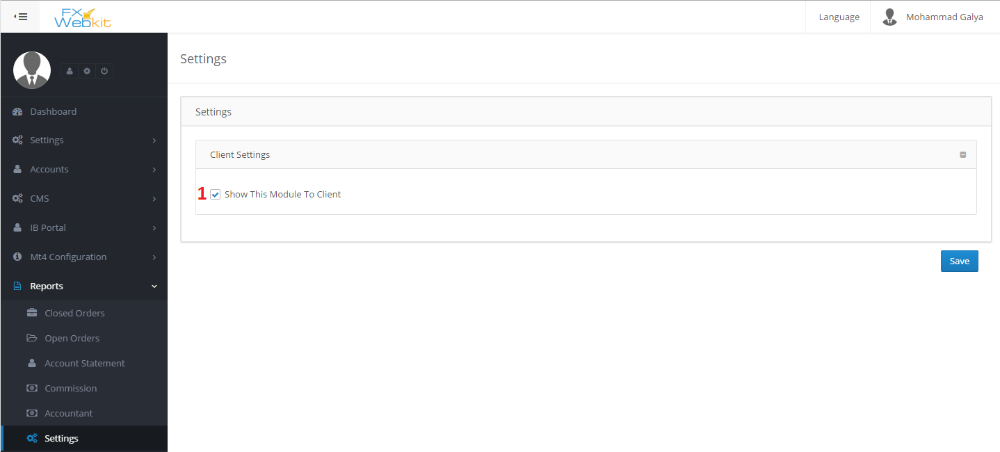 FX
Webkit
Language
Mohammad Galya
Dashboard
Settings
Accounts
CMS
IB Portal
Mt4 Configuration
Reports
Closed Orders
Open Orders
Account Statement
Commission
Accountant
Settings
Settings
Settings
Client Settings
1 Show This Module To Client
Save